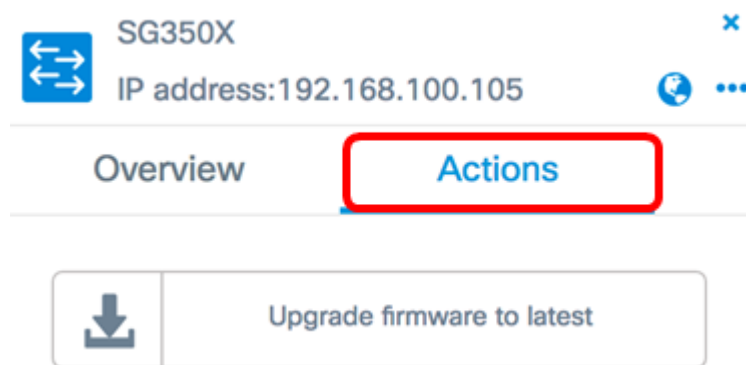 SG350X
IP address:192.168.100.105
Overview Actions
Upgrade firmware to latest